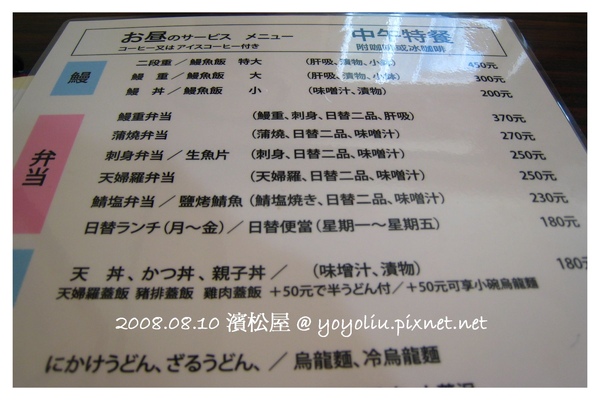 お昼のサービス メニュー 中午特餐
コーヒー又はアイスコーヒー付き 附咖啡或冰咖啡
鰻
二段重／鰻魚飯 特大 (肝吸、漬物、小鉢) 450元
鰻 重／鰻魚飯 大 (肝吸、漬物、小鉢) 300元
鰻 丼／鰻魚飯 小 (味噌汁、漬物) 200元
弁当
鰻重弁当 (鰻重、刺身、日替二品、肝吸) 370元
蒲燒弁当 (蒲燒、日替二品、味噌汁) 270元
刺身弁当／生魚片 (刺身、日替二品、味噌汁) 250元
天婦羅弁当 (天婦羅、日替二品、味噌汁) 250元
鯖塩弁当／鹽烤鯖魚 (鯖塩焼き、日替二品、味噌汁) 230元
日替ランチ(月～金)／日替便當(星期一～星期五) 180元
天 丼、かつ丼、親子丼／ (味增汁、漬物) 180元
天婦羅蓋飯 豬排蓋飯 雞肉蓋飯 ＋50元で半うどん付／＋50元可享小碗烏龍麵
2008.08.10 濱松屋 @ yoyoliu.pixnet.net
にかけうどん、ざるうどん、／烏龍麵、冷烏龍麵